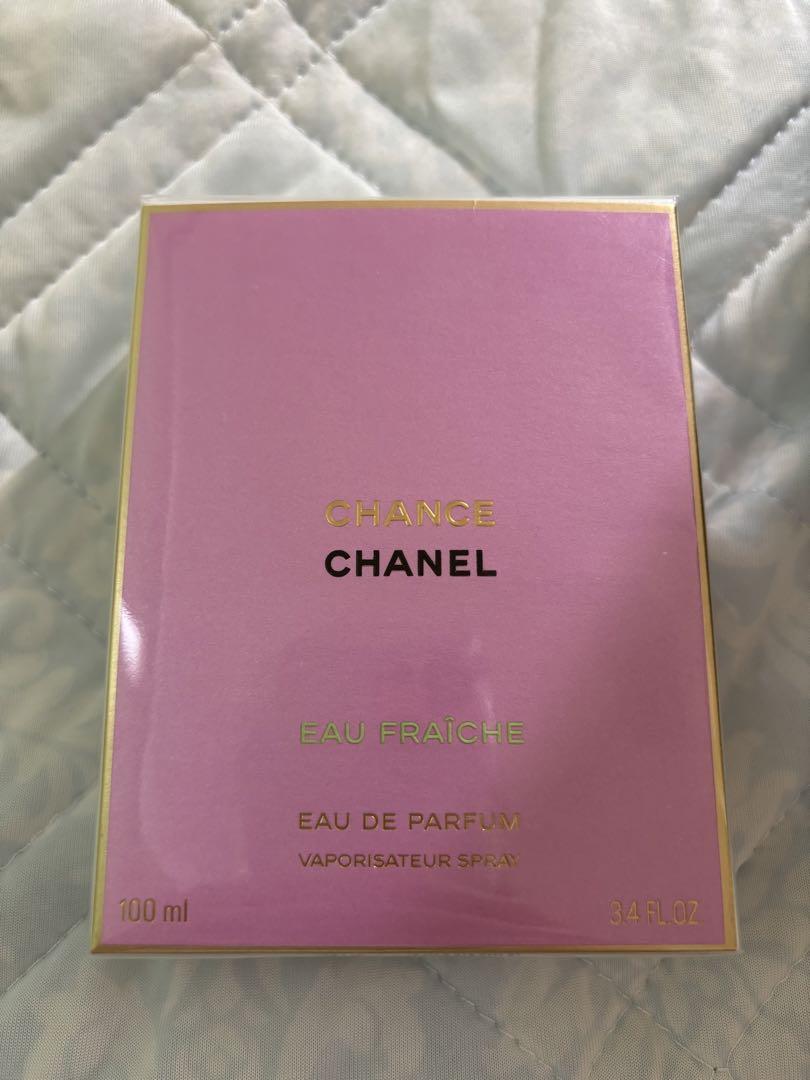 CHANCE
CHANEL
EAU FRAÎCHE
EAU DE PARFUM
VAPORISATEUR SPRAY
100 ml 3.4 FL.OZ.